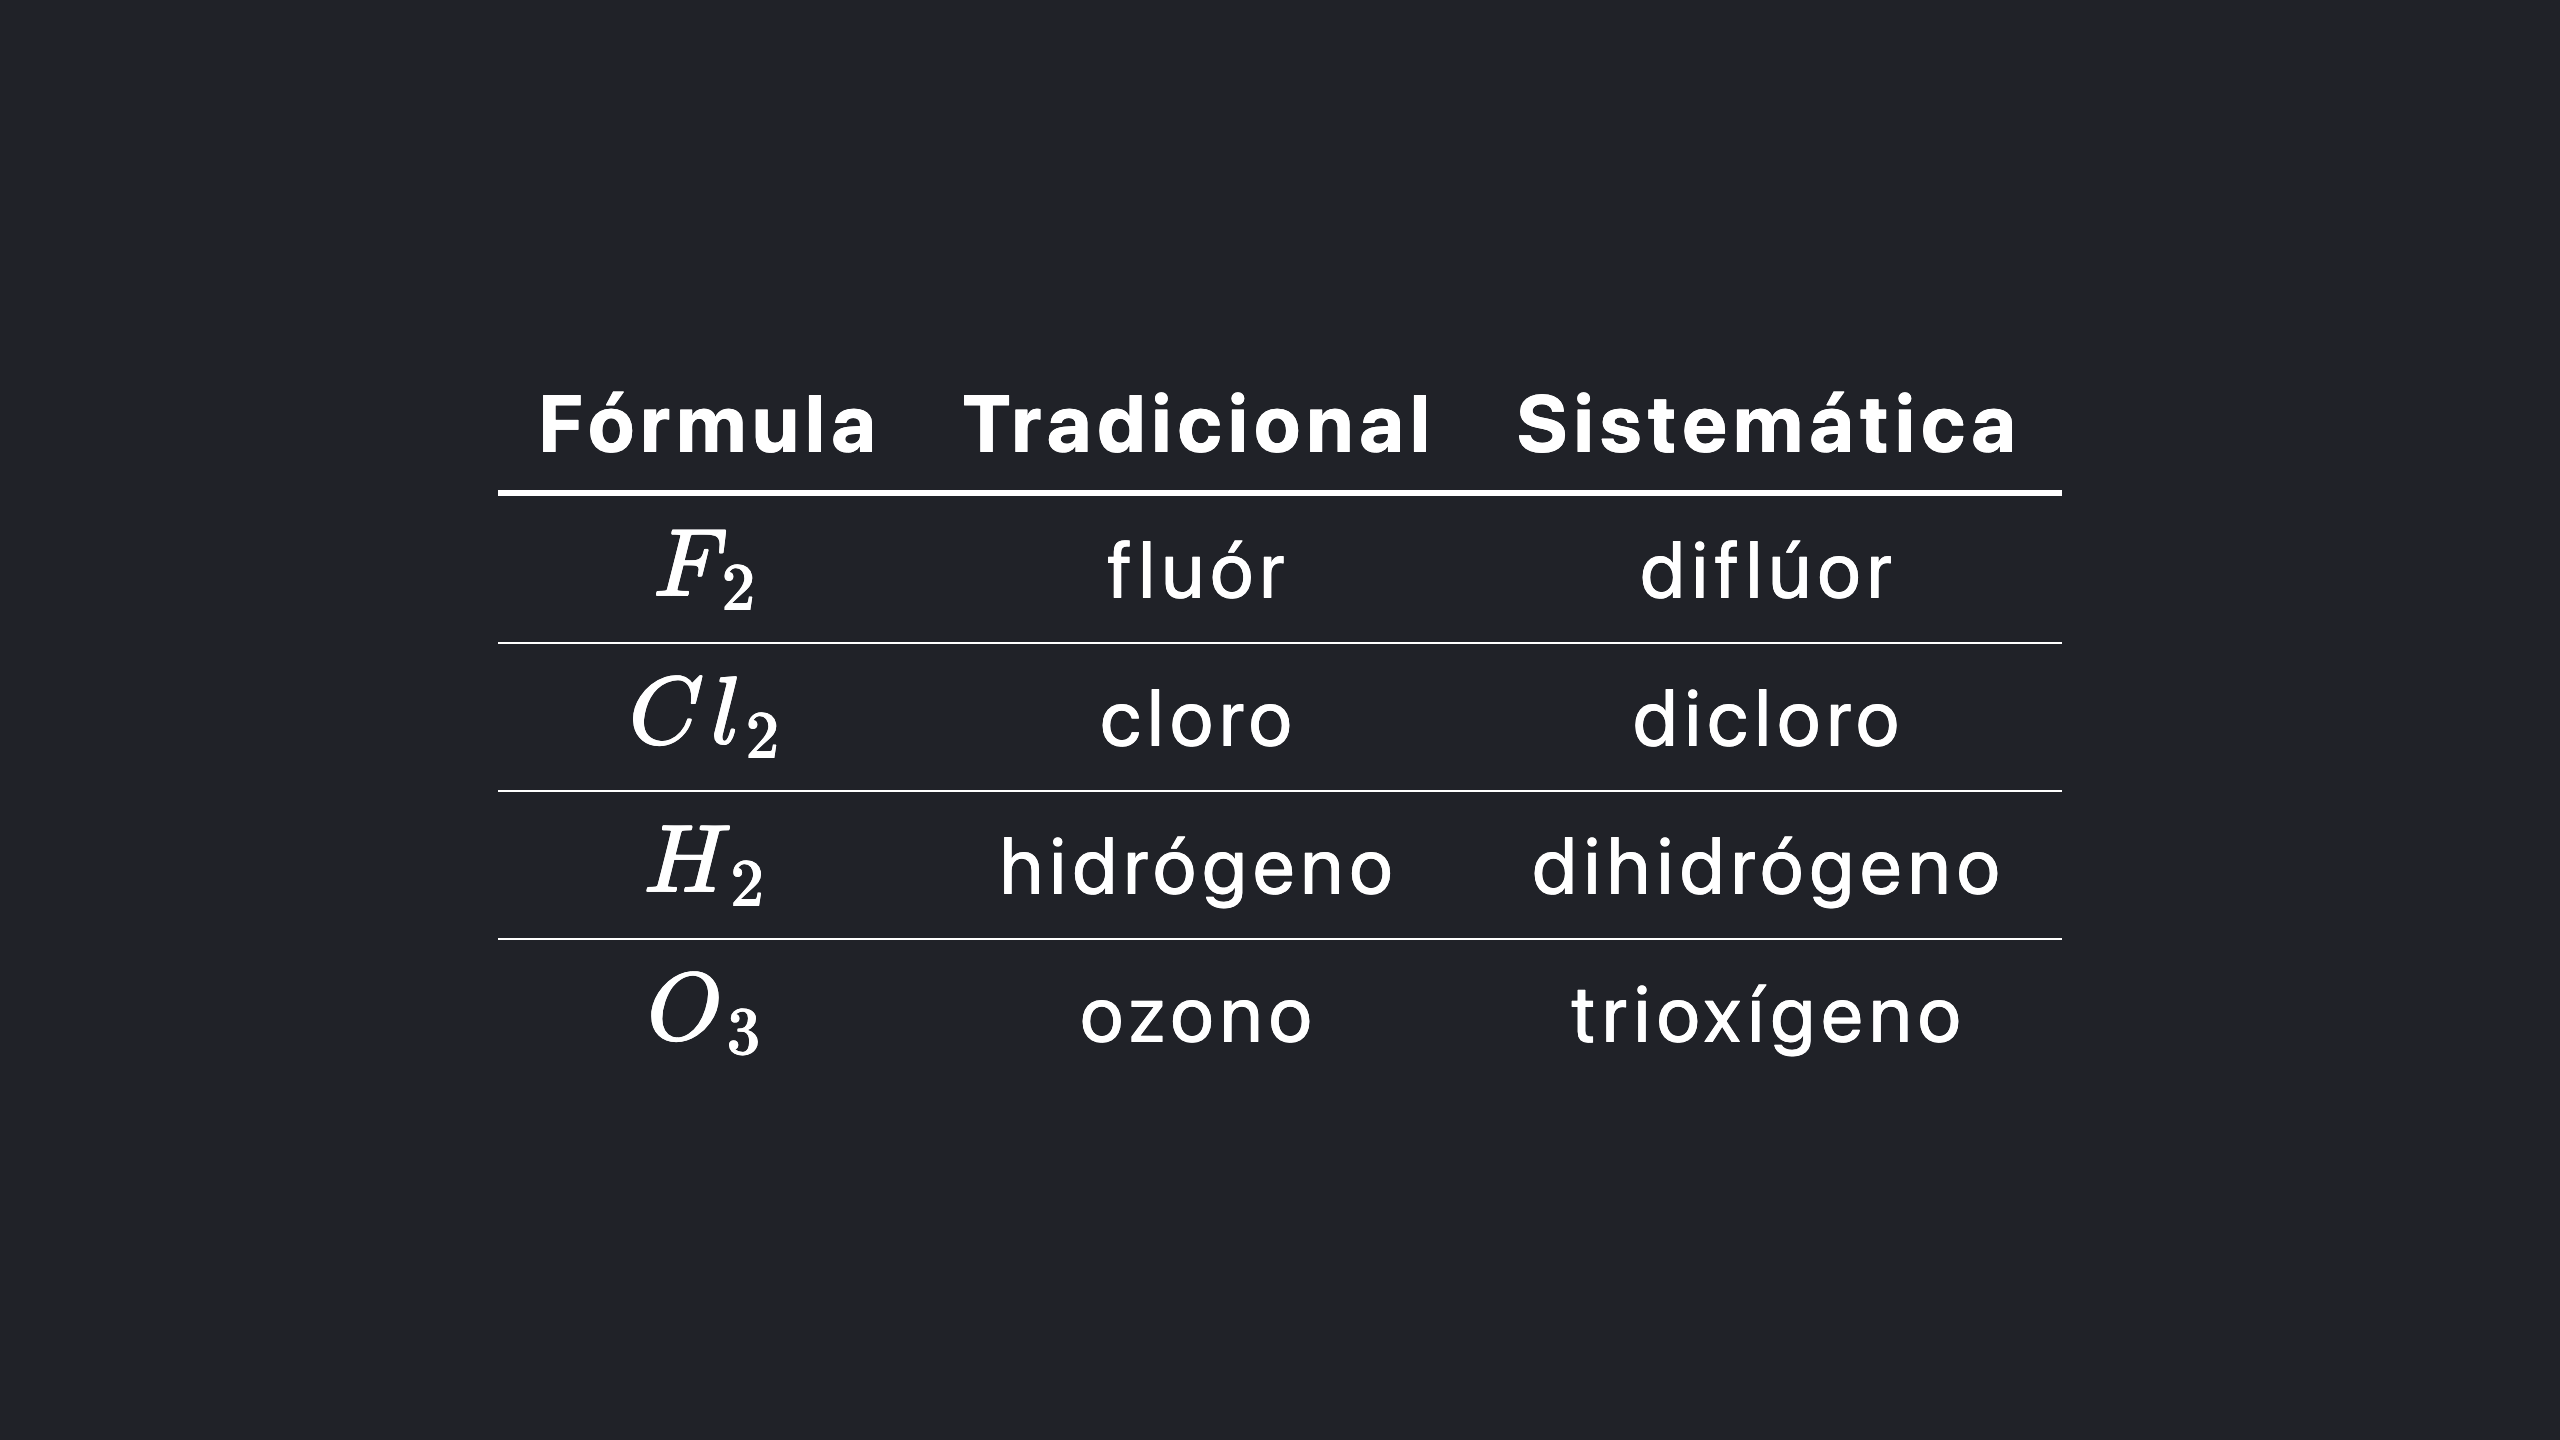 Fórmula Tradicional Sistemática
F₂ fluór diflúor
Cl₂ cloro dicloro
H₂ hidrógeno dihidrógeno
O₃ ozono trioxígeno